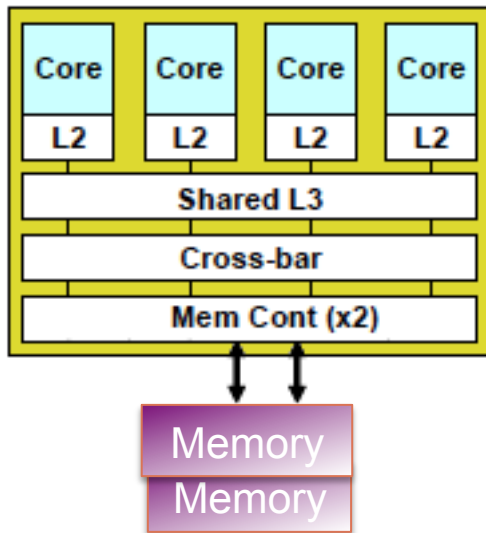 Core Core Core Core
L2 L2 L2 L2
Shared L3
Cross-bar
Mem Cont (x2)
Memory
Memory